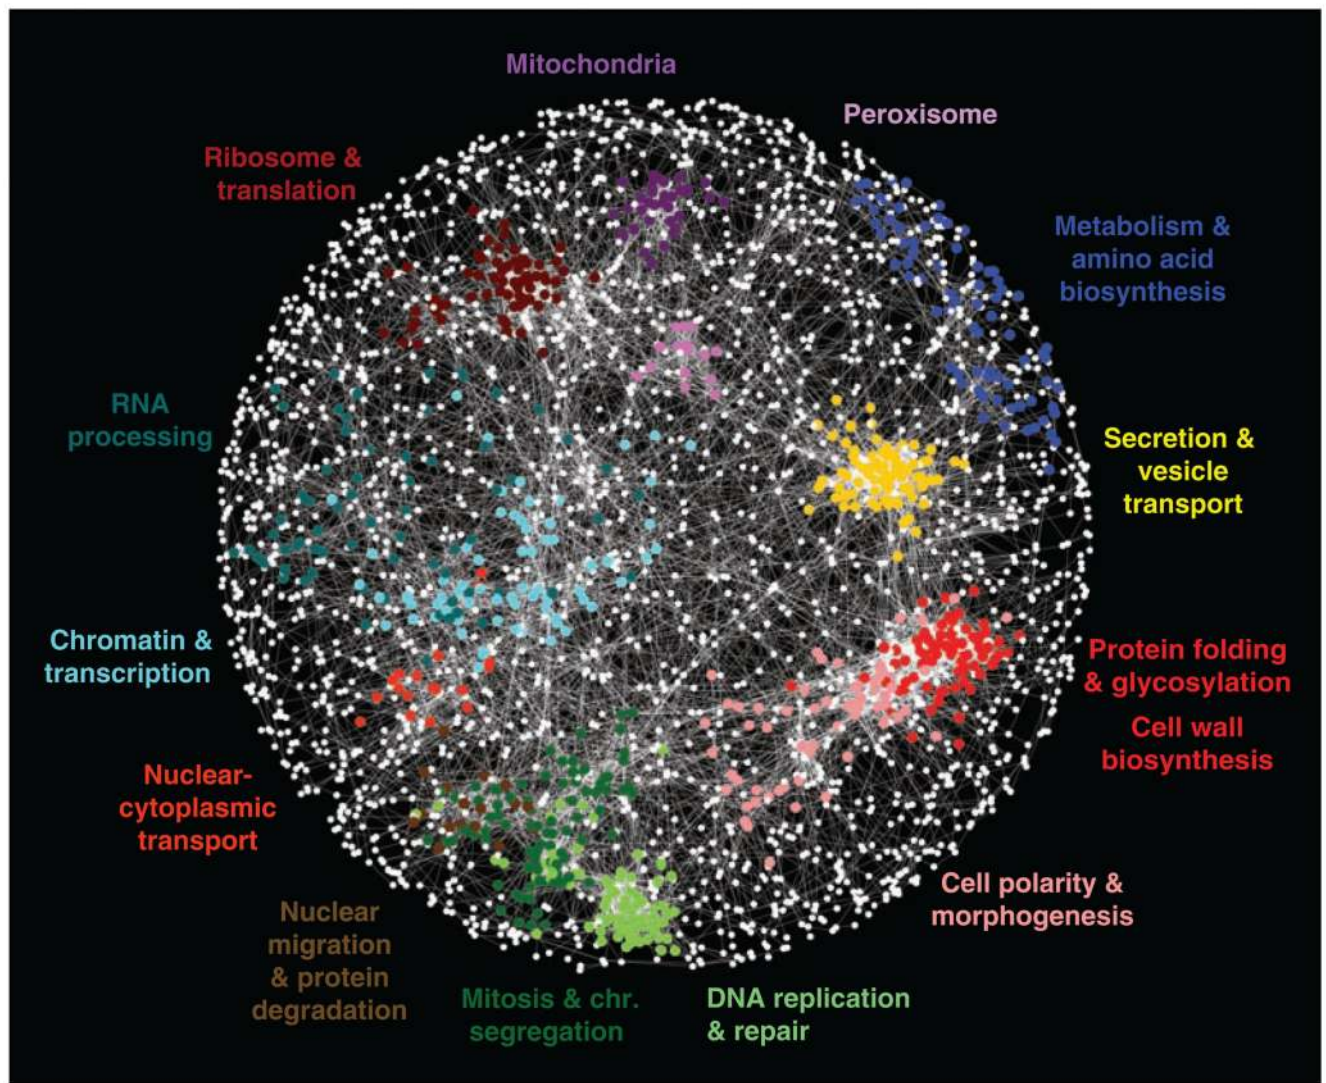 Mitochondria
Peroxisome
Ribosome &
translation
Metabolism &
amino acid
biosynthesis
RNA
processing
Secretion &
vesicle
transport
Chromatin &
transcription
Protein folding
& glycosylation
Cell wall
biosynthesis
Nuclear-
cytoplasmic
transport
Cell polarity &
morphogenesis
Nuclear
migration
& protein
degradation
Mitosis & chr.
segregation
DNA replication
& repair